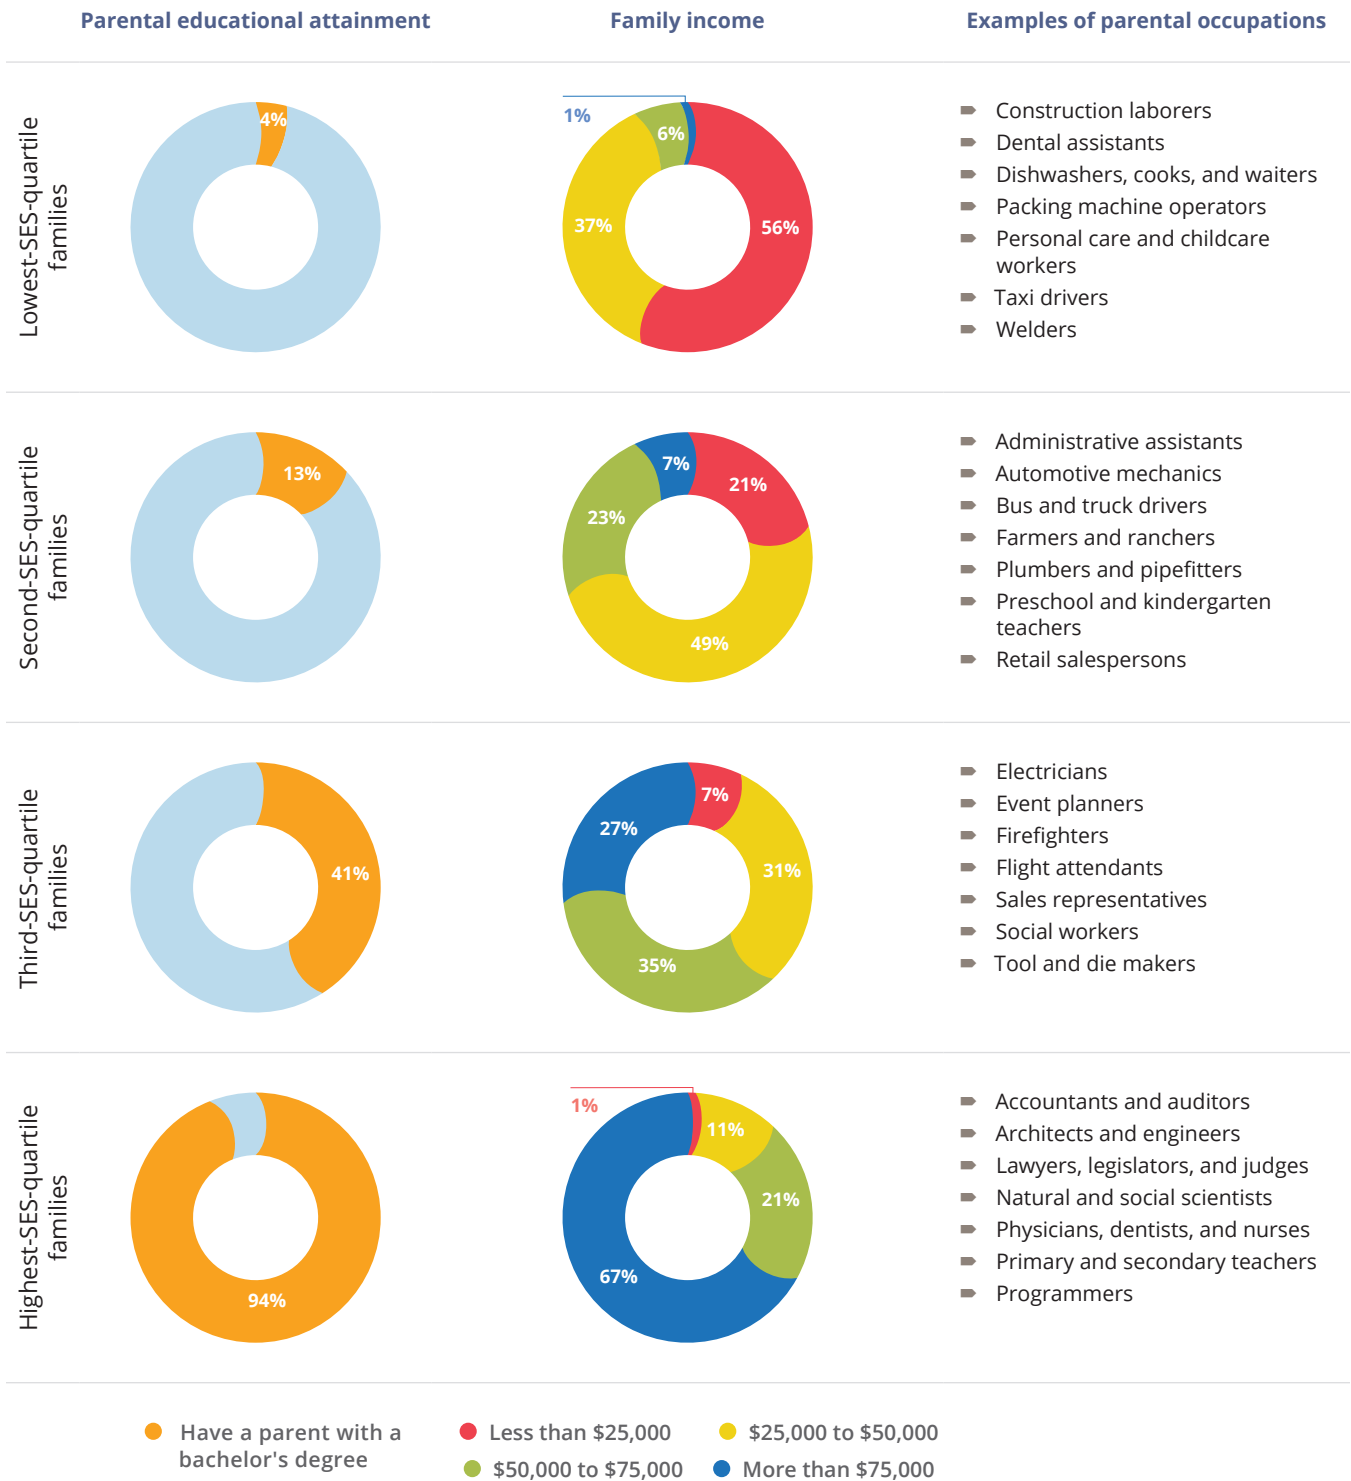 Parental educational attainment
Family income
Examples of parental occupations
Lowest-SES-quartile
families
4%
1%
6%
37%
56%
Construction laborers
Dental assistants
Dishwashers, cooks, and waiters
Packing machine operators
Personal care and childcare
workers
Taxi drivers
Welders
Second-SES-quartile
families
13%
7%
21%
23%
49%
Administrative assistants
Automotive mechanics
Bus and truck drivers
Farmers and ranchers
Plumbers and pipefitters
Preschool and kindergarten
teachers
Retail salespersons
Third-SES-quartile
families
41%
7%
27%
31%
35%
Electricians
Event planners
Firefighters
Flight attendants
Sales representatives
Social workers
Tool and die makers
Highest-SES-quartile
families
94%
1%
11%
21%
67%
Accountants and auditors
Architects and engineers
Lawyers, legislators, and judges
Natural and social scientists
Physicians, dentists, and nurses
Primary and secondary teachers
Programmers
Have a parent with a
bachelor's degree
Less than $25,000
$25,000 to $50,000
$50,000 to $75,000
More than $75,000